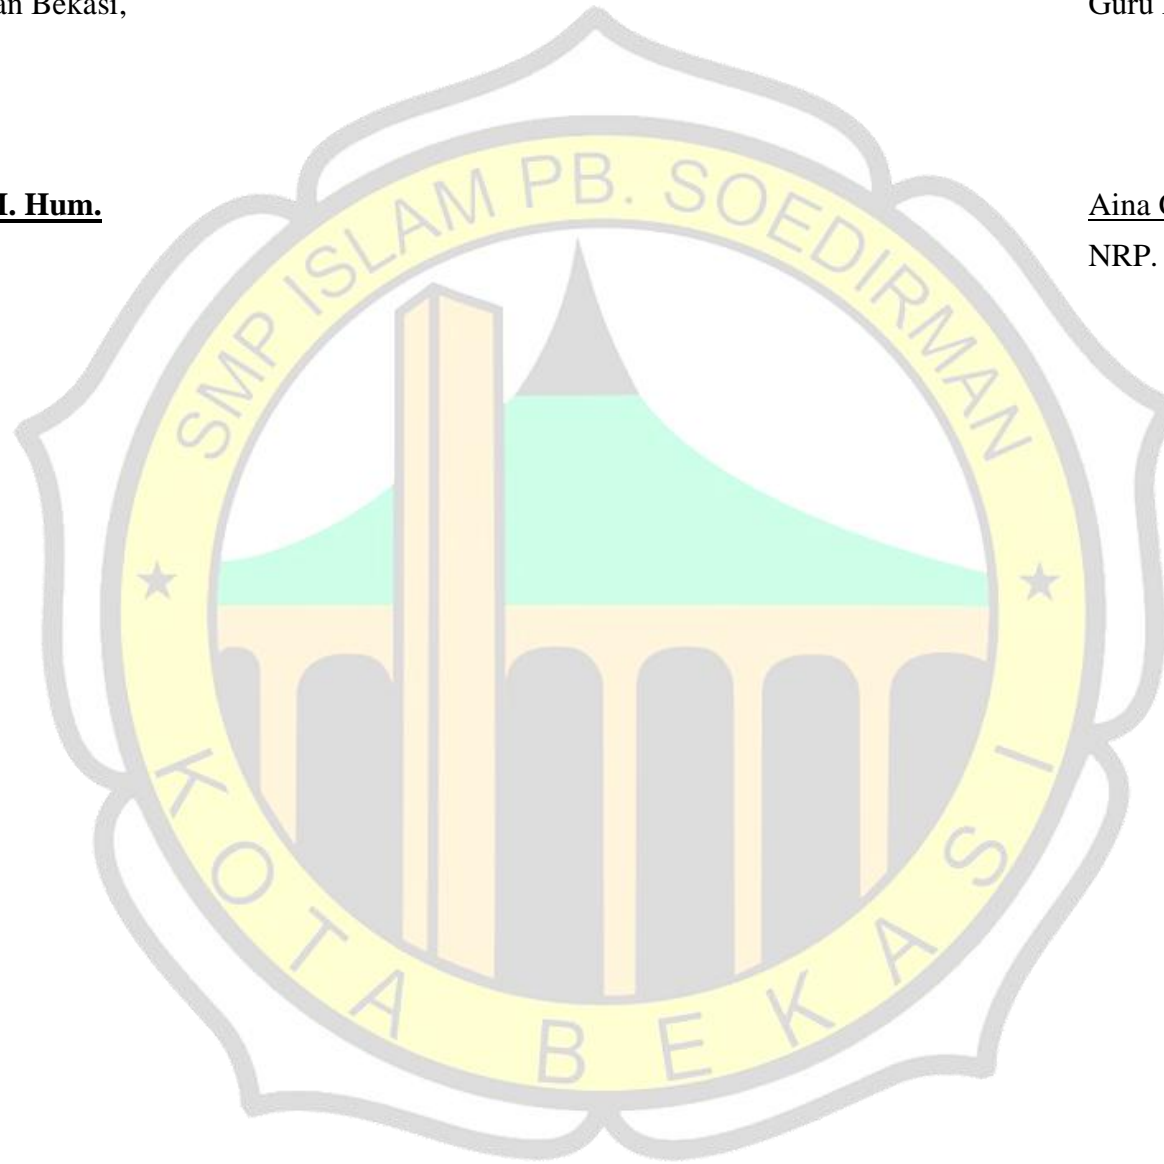 an Bekasi,
Guru
I. Hum.
Aina
NRP.
SMP ISLAM PB. SOEDIRMAN
KOTA BEKASI